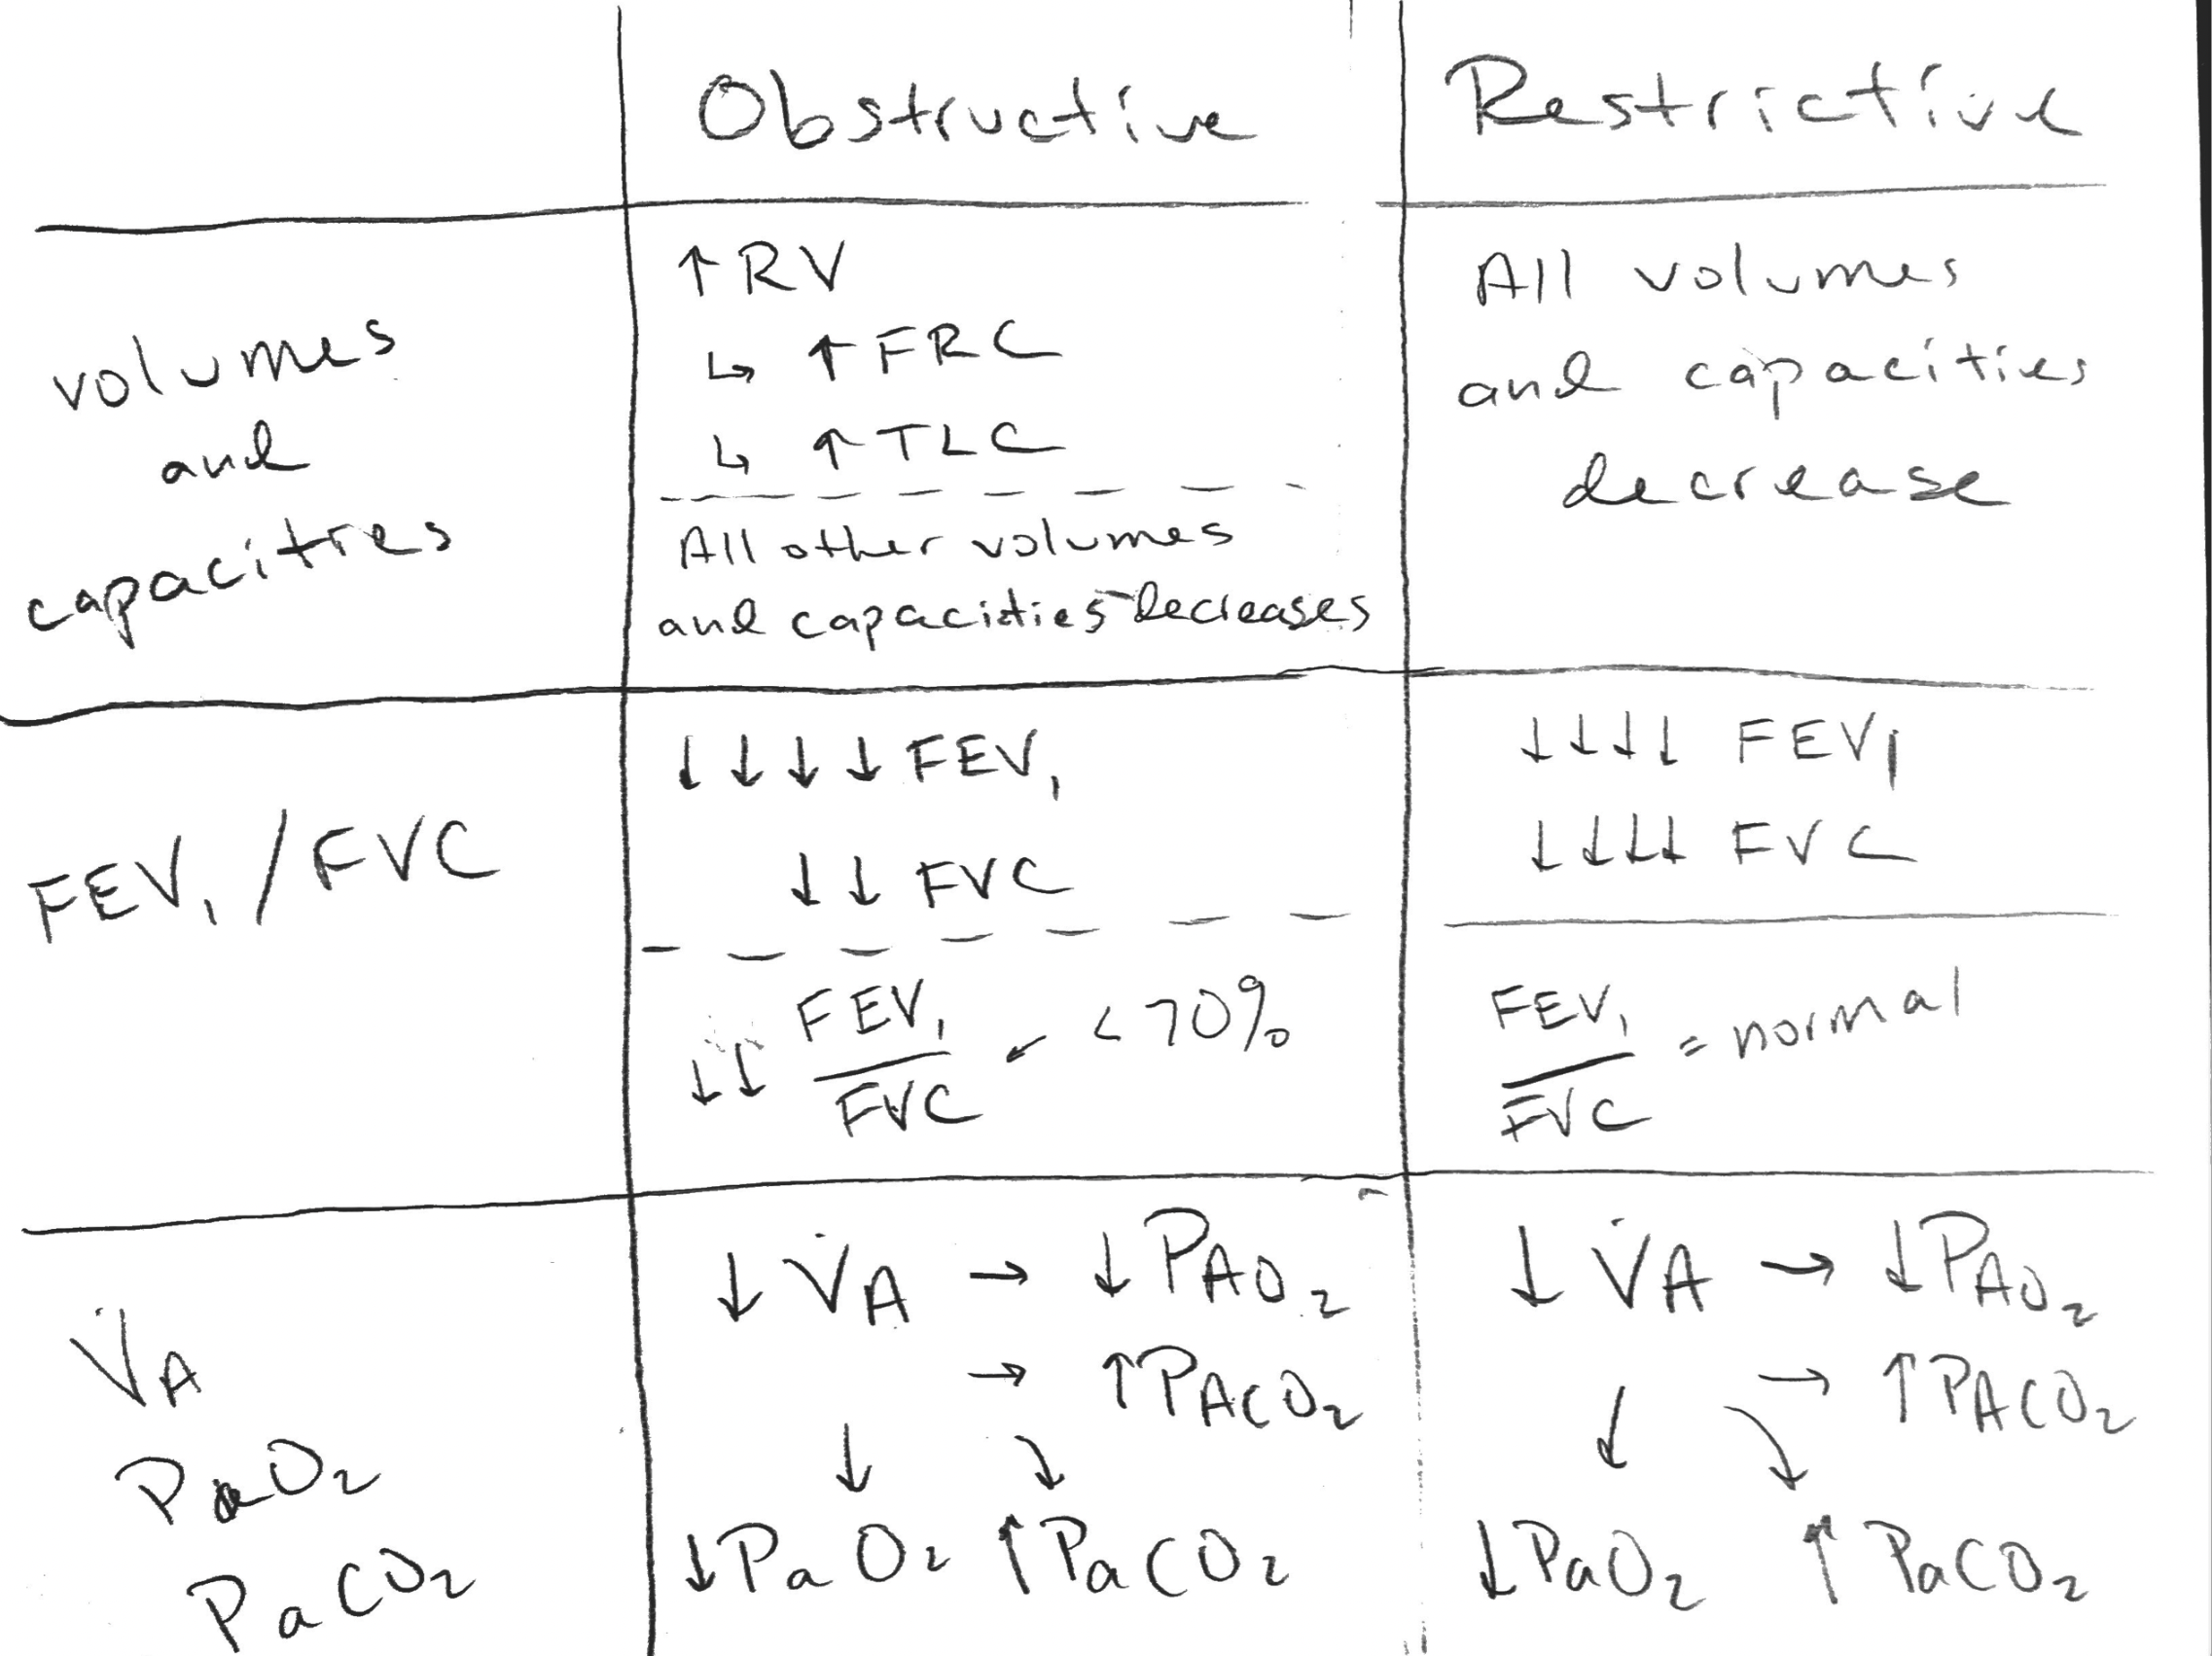 Obstructive
Restrictive
volumes
and
capacities
↑ RV
↳ ↑ FRC
↳ ↑ TLC
All other volumes
and capacities decreases
All volumes
and capacities
decrease
FEV₁ / FVC
↓ ↓ ↓ ↓ FEV₁
↓ ↓ FVC
↓↓ FEV₁ ↙ < 70%
FVC
↓↓↓↓ FEV₁
↓↓↓↓ FVC
FEV₁ = normal
FVC
V̇A
PaO₂
PaCO₂
↓ V̇A → ↓ PAO₂
→ ↑ PACO₂
↓ ↘
↓ PaO₂ ↑ PaCO₂
↓ V̇A → ↓ PAO₂
→ ↑ PACO₂
↓ ↘
↓ PaO₂ ↑ PaCO₂